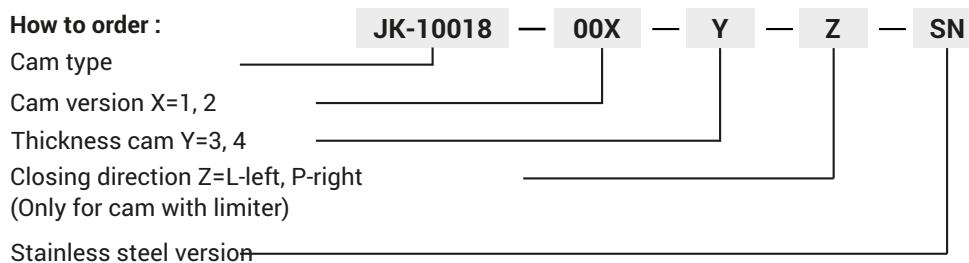 How to order : JK-10018 — 00X — Y — Z — SN
Cam type
Cam version X=1, 2
Thickness cam Y=3, 4
Closing direction Z=L-left, P-right
(Only for cam with limiter)
Stainless steel version